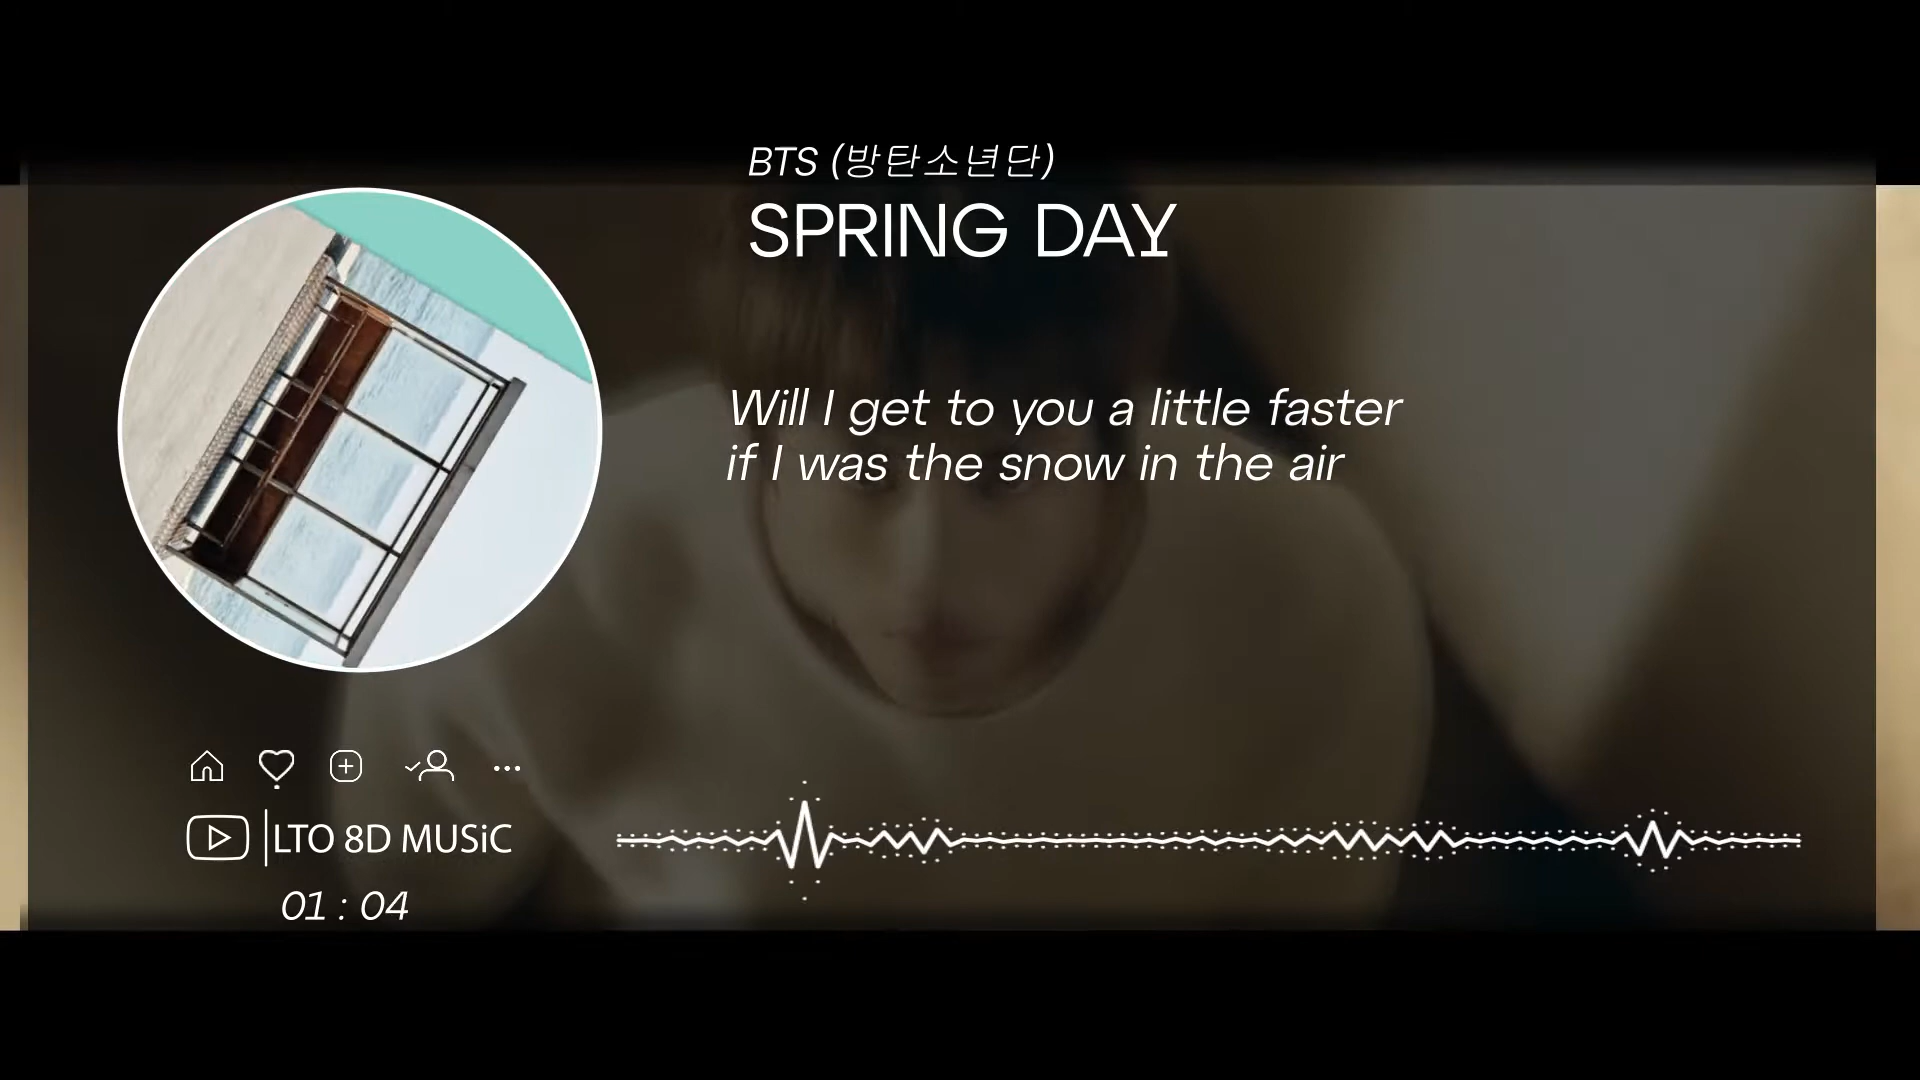 BTS (방탄소년단)
SPRING DAY
Will I get to you a little faster
if I was the snow in the air
LTO 8D MUSiC
01 : 04